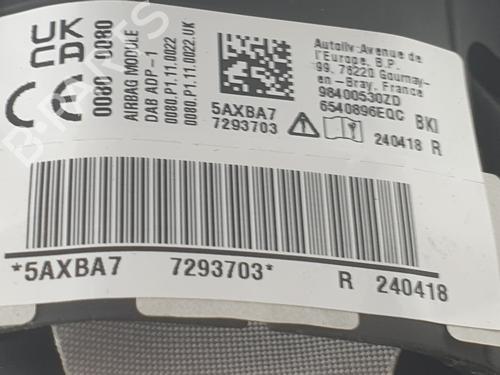 UK
CA
CE
0080 0080
AIRBAG MODULE
DAB ADP-1
0080.P1.11.0022
0080.P1.11.0022.UK
5AXBA7
7293703
Autoliv:Avenue de
l'Europe, B.P.
99, 76220 Gournay-
en - Bray, France
98400530ZD
6540896EQC BKI
240418 R
*5AXBA7 7293703* R 240418